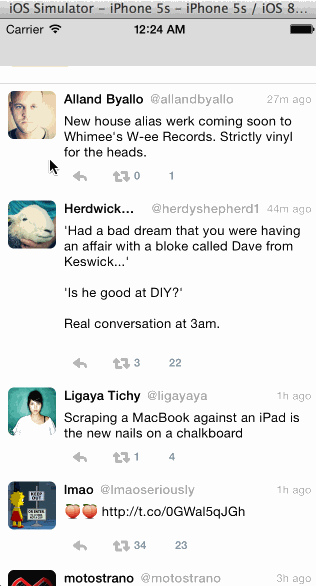 iOS Simulator – iPhone 5s – iPhone 5s / iOS 8...
Carrier 12:24 AM
Alland Byallo @allandbyallo 27m ago
New house alias werk coming soon to
Whimee's W-ee Records. Strictly vinyl
for the heads.
0 1
Herdwick... @herdyshepherd1 44m ago
'Had a bad dream that you were having
an affair with a bloke called Dave from
Keswick...'
'Is he good at DIY?'
Real conversation at 3am.
3 22
Ligaya Tichy @ligayaya 1h ago
Scraping a MacBook against an iPad is
the new nails on a chalkboard
1 4
KEEP OUT
lmao @lmaoseriously 1h ago
🍑🍑 http://t.co/0GWal5qJGh
34 23
motostrano @motostrano 3h ago